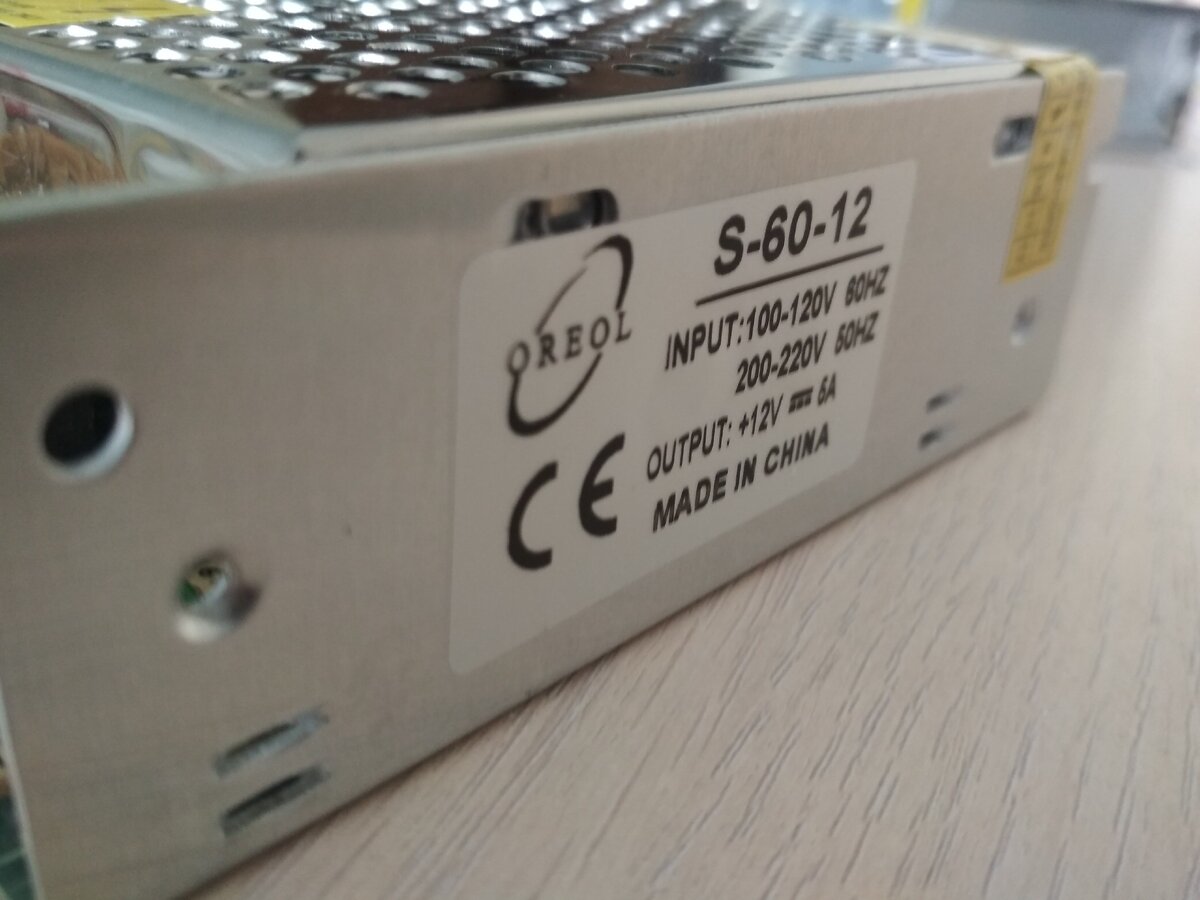 S-60-12
OREOL
INPUT:100-120V 60HZ
200-220V 50HZ
OUTPUT: +12V ⎓ 5A
CE
MADE IN CHINA